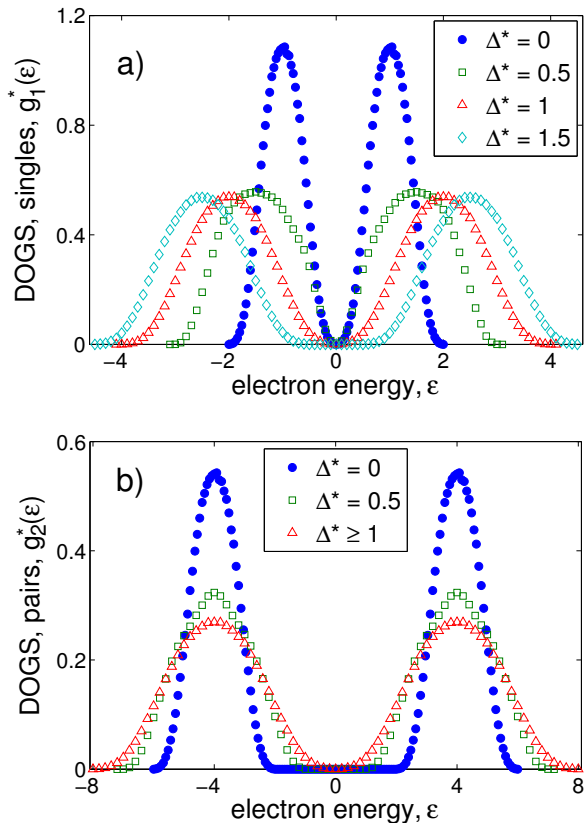 a)
DOGS, singles, g*₁(ε)
1.2
0.8
0.4
0
−4 −2 0 2 4
electron energy, ε
Δ* = 0
Δ* = 0.5
Δ* = 1
Δ* = 1.5
b)
DOGS, pairs, g*₂(ε)
0.6
0.4
0.2
0
−8 −4 0 4 8
electron energy, ε
Δ* = 0
Δ* = 0.5
Δ* ≥ 1